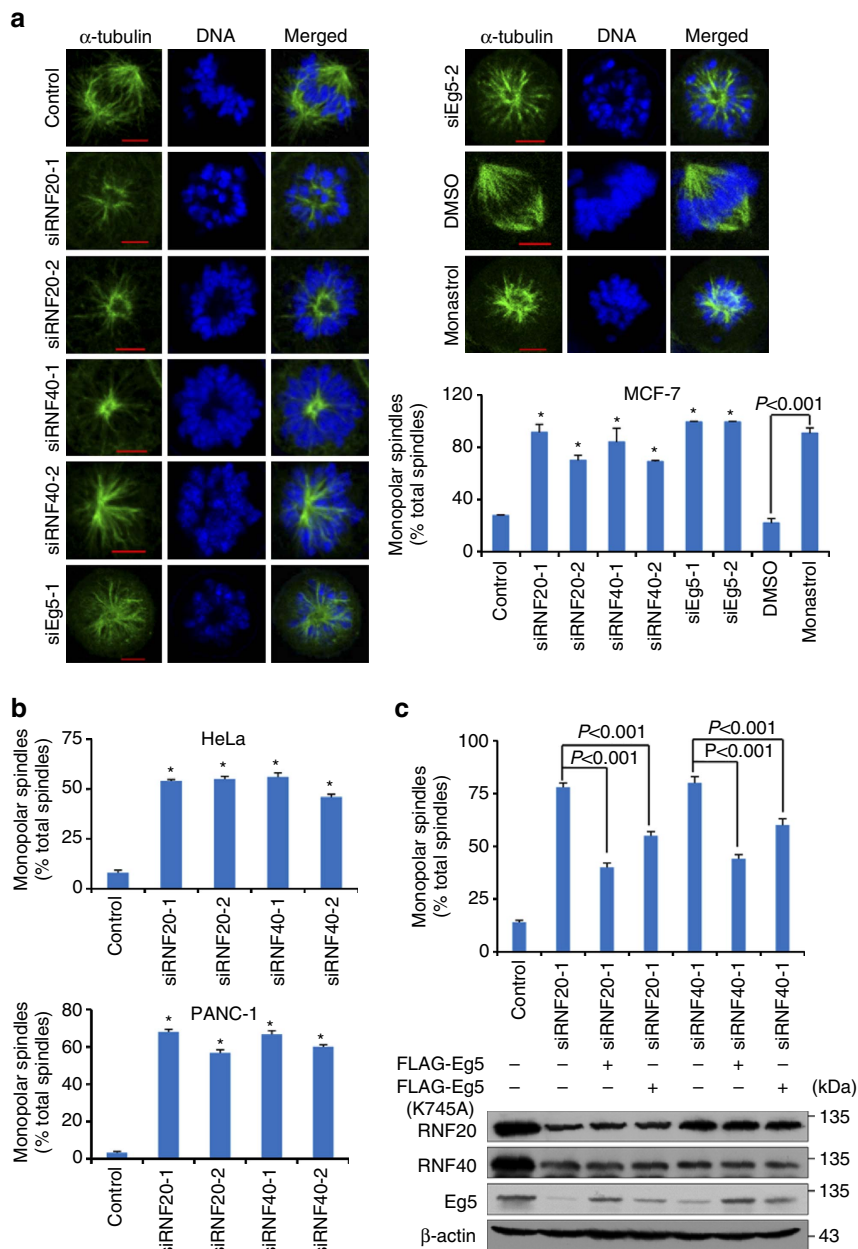 a
α-tubulin DNA Merged
Control
siRNF20-1
siRNF20-2
siRNF40-1
siRNF40-2
siEg5-1
α-tubulin DNA Merged
siEg5-2
DMSO
Monastrol
MCF-7
Monopolar spindles
(% total spindles)
120
80
40
0
* * * * * *
P<0.001
Control
siRNF20-1
siRNF20-2
siRNF40-1
siRNF40-2
siEg5-1
siEg5-2
DMSO
Monastrol
b
HeLa
Monopolar spindles
(% total spindles)
75
50
25
0
* * * *
Control
siRNF20-1
siRNF20-2
siRNF40-1
siRNF40-2
PANC-1
Monopolar spindles
(% total spindles)
80
60
40
20
0
* * * *
Control
siRNF20-1
siRNF20-2
siRNF40-1
siRNF40-2
c
Monopolar spindles
(% total spindles)
100
75
50
25
0
P<0.001
P<0.001
P<0.001
P<0.001
Control
siRNF20-1
siRNF20-1
siRNF20-1
siRNF40-1
siRNF40-1
siRNF40-1
FLAG-Eg5 – – + – – + –
FLAG-Eg5 – – – + – – + (kDa)
(K745A)
RNF20 135
RNF40 135
Eg5 135
β-actin 43